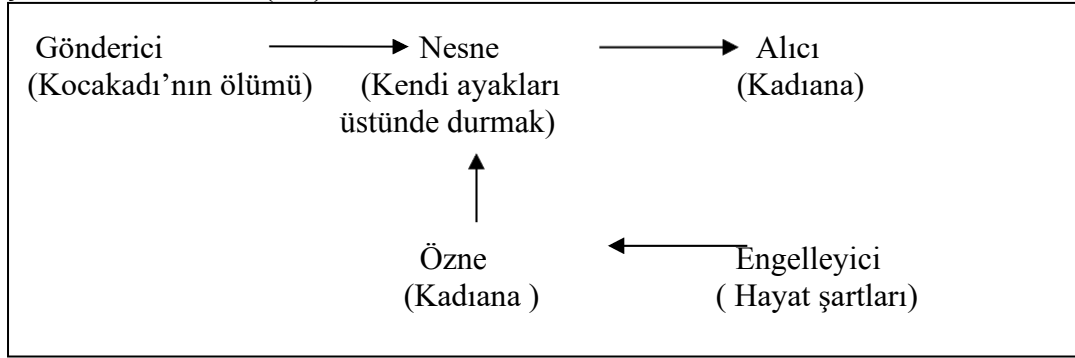 Gönderici Nesne Alıcı
(Kocakadı’nın ölümü) (Kendi ayakları (Kadıana)
üstünde durmak)
Özne Engelleyici
(Kadıana ) ( Hayat şartları)